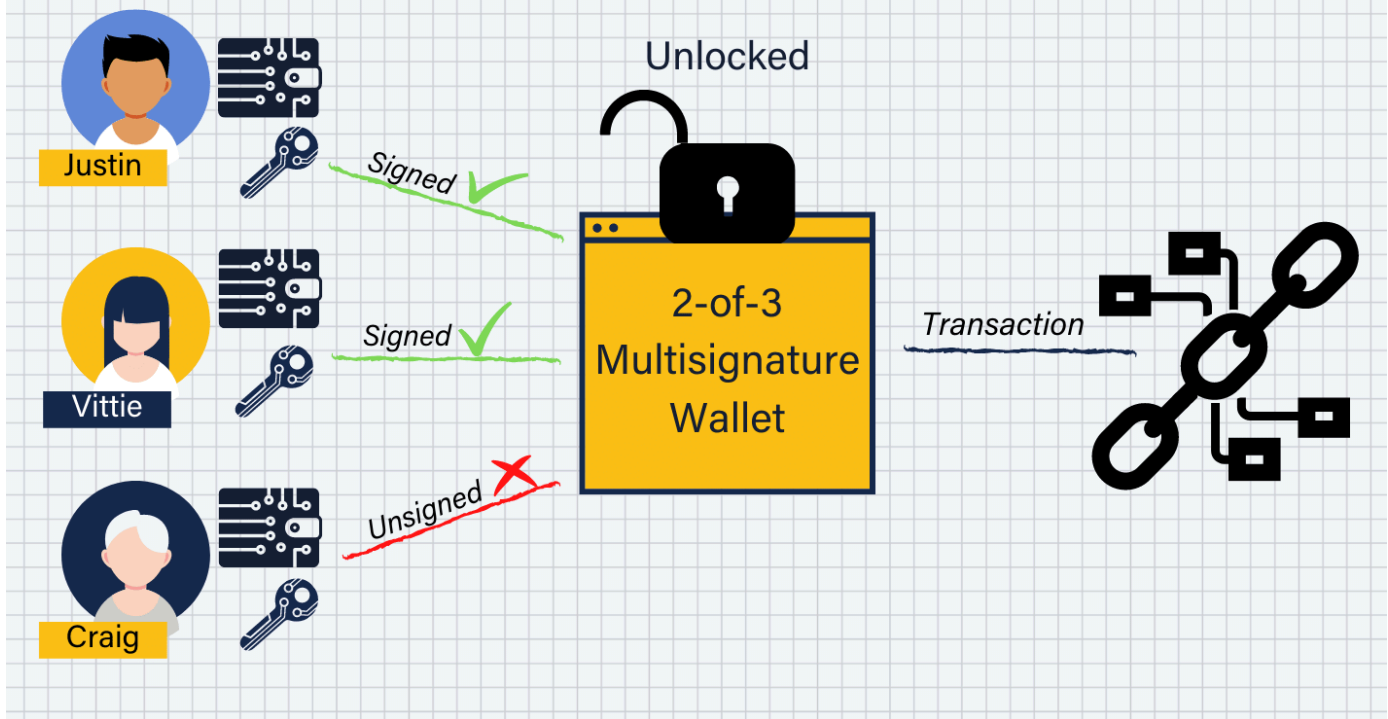 Unlocked
Justin
Signed
2-of-3
Multisignature
Wallet
Transaction
Vittie
Signed
Craig
Unsigned